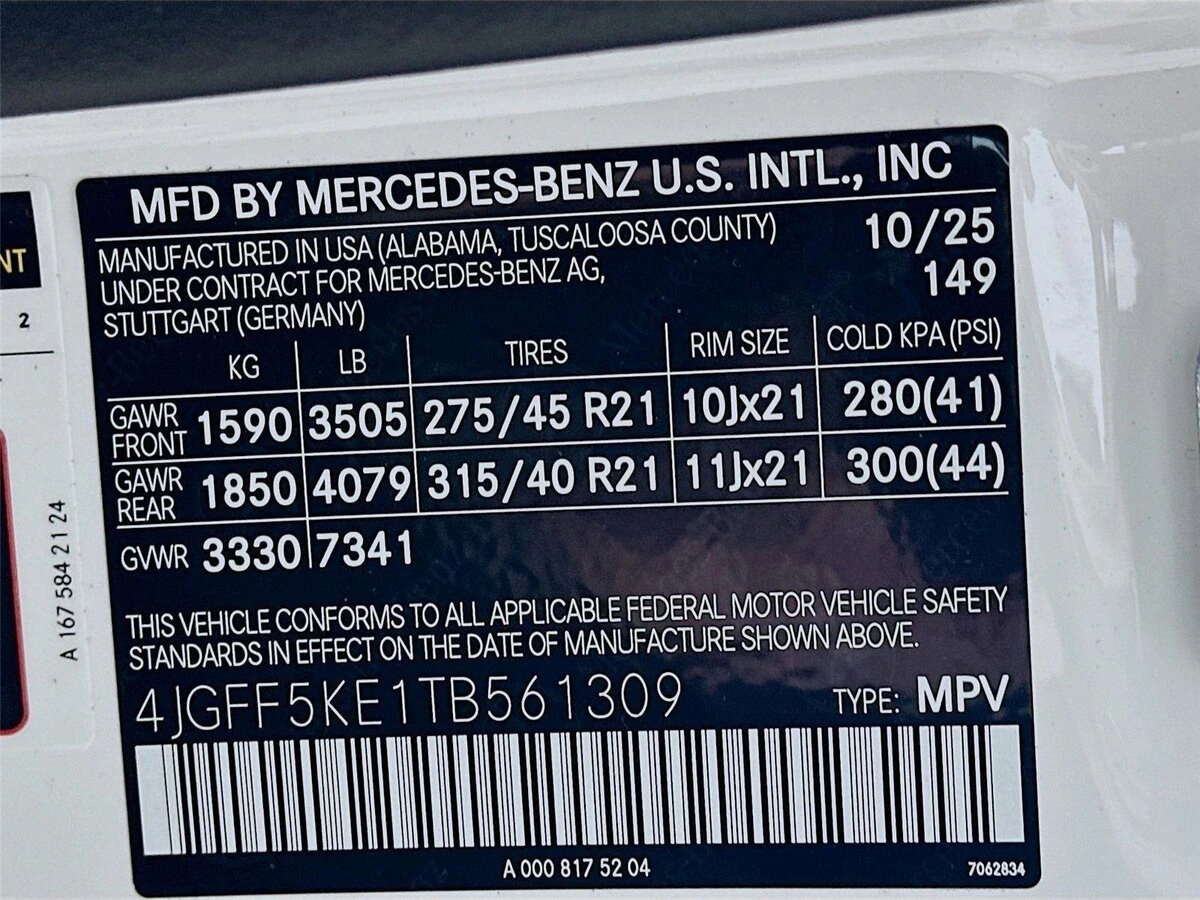 MFD BY MERCEDES-BENZ U.S. INTL., INC
MANUFACTURED IN USA (ALABAMA, TUSCALOOSA COUNTY) 10/25
UNDER CONTRACT FOR MERCEDES-BENZ AG, 149
STUTTGART (GERMANY)
KG LB TIRES RIM SIZE COLD KPA (PSI)
GAWR FRONT 1590 3505 275/45 R21 10Jx21 280(41)
GAWR REAR 1850 4079 315/40 R21 11Jx21 300(44)
GVWR 3330 7341
THIS VEHICLE CONFORMS TO ALL APPLICABLE FEDERAL MOTOR VEHICLE SAFETY
STANDARDS IN EFFECT ON THE DATE OF MANUFACTURE SHOWN ABOVE.
4JGFF5KE1TB561309 TYPE: MPV
A 000 817 52 04 7062834
NT
2
A 167 584 21 24